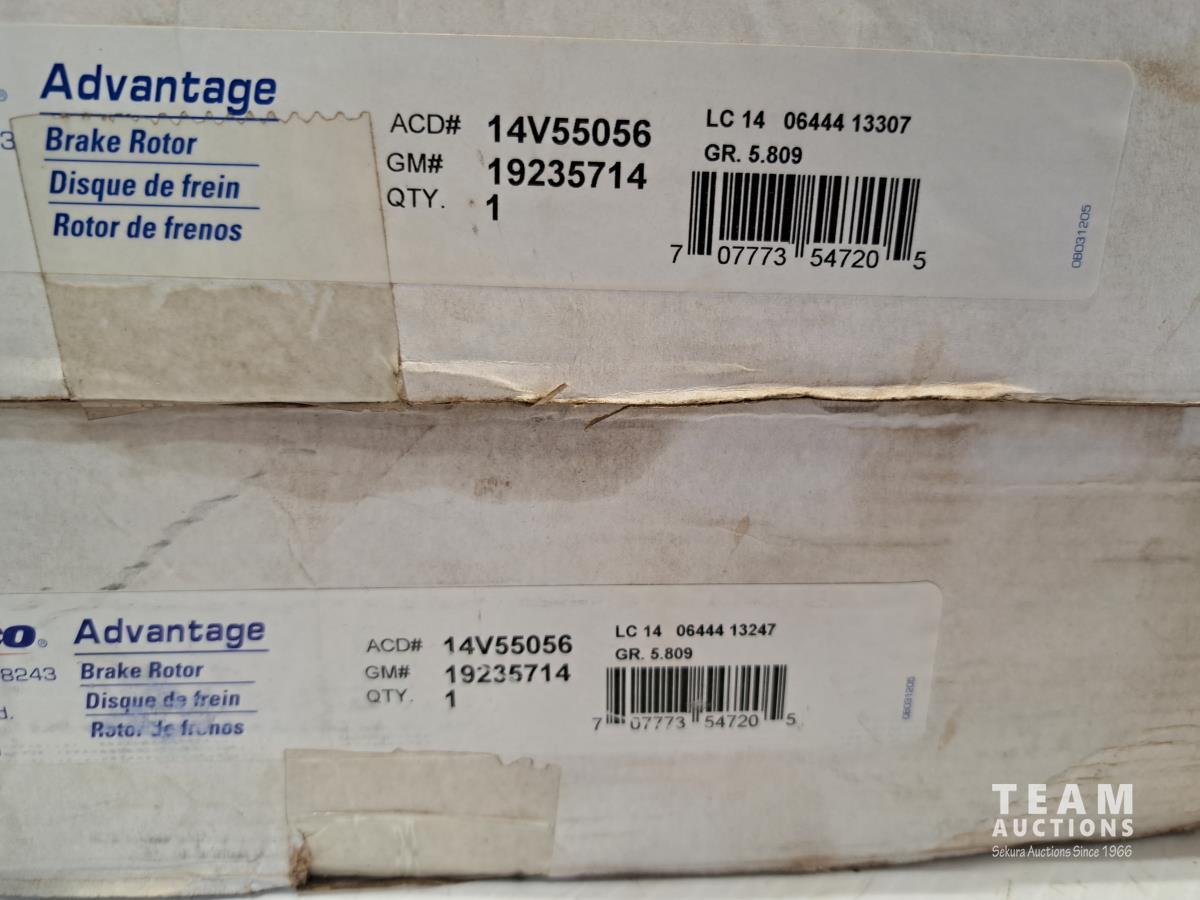 Advantage
3 Brake Rotor
Disque de frein
Rotor de frenos
ACD# 14V55056
GM# 19235714
QTY. 1
LC 14 06444 13307
GR. 5.809
7 07773 54720 5
08031205
co® Advantage
8243 Brake Rotor
d. Disque de frein
Rotor de frenos
ACD# 14V55056
GM# 19235714
QTY. 1
LC 14 06444 13247
GR. 5.809
7 07773 54720 5
08031205
TEAM
AUCTIONS
Sekura Auctions Since 1966